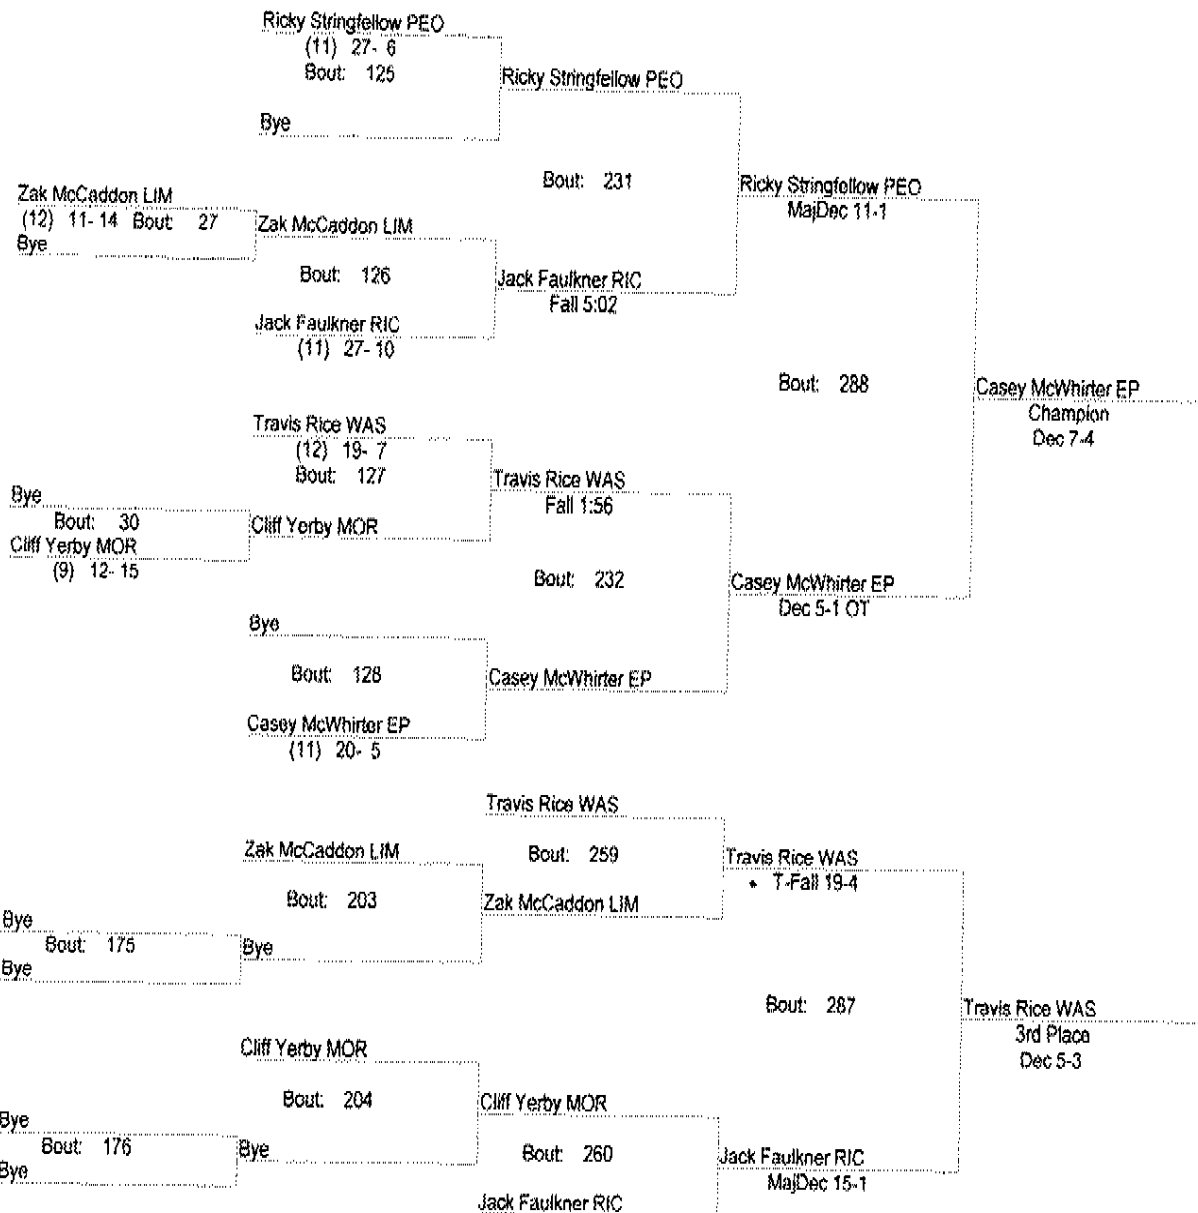 Ricky Stringfellow PEO
(11) 27- 6
Bout: 125
Ricky Stringfellow PEO
Bye
Bout: 231
Ricky Stringfellow PEO
MajDec 11-1
Zak McCaddon LIM
(12) 11- 14 Bout: 27
Bye
Zak McCaddon LIM
Bout: 126
Jack Faulkner RIC
Fall 5:02
Jack Faulkner RIC
(11) 27- 10
Bout: 288
Casey McWhirter EP
Champion
Dec 7-4
Travis Rice WAS
(12) 19- 7
Bout: 127
Travis Rice WAS
Fall 1:56
Bye
Bout: 30
Cliff Yerby MOR
(9) 12- 15
Cliff Yerby MOR
Bout: 232
Casey McWhirter EP
Dec 5-1 OT
Bye
Bout: 128
Casey McWhirter EP
Casey McWhirter EP
(11) 20- 5
Travis Rice WAS
Zak McCaddon LIM
Bout: 259
Travis Rice WAS
• T-Fall 19-4
Bout: 203
Zak McCaddon LIM
Bye
Bout: 175
Bye
Bye
Bout: 287
Travis Rice WAS
3rd Place
Dec 5-3
Cliff Yerby MOR
Bout: 204
Cliff Yerby MOR
Bye
Bout: 176
Bye
Bye
Bout: 260
Jack Faulkner RIC
MajDec 15-1
Jack Faulkner RIC